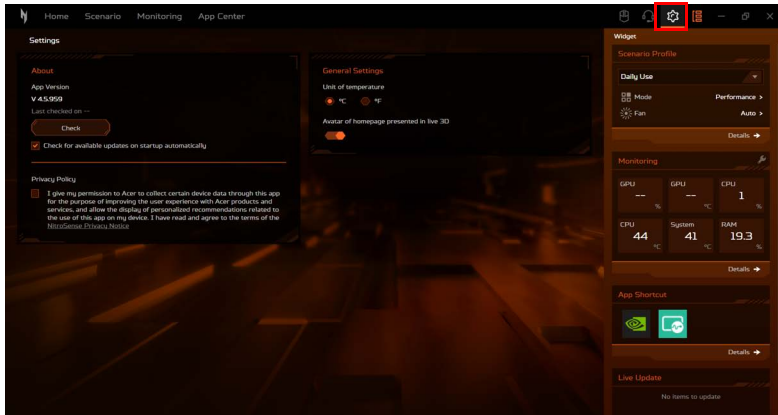 Home Scenario Monitoring App Center
Settings
About
App Version
V 4.5.959
Last checked on --
Check
Check for available updates on startup automatically
Privacy Policy
I give my permission to Acer to collect certain device data through this app
for the purpose of improving the user experience with Acer products and
services, and allow the display of personalized recommendations related to
the use of this app on my device. I have read and agree to the terms of the
NitroSense Privacy Notice
General Settings
Unit of temperature
°C °F
Avatar of homepage presented in live 3D
Widget
Scenario Profile
Daily Use
Mode Performance >
Fan Auto >
Details →
Monitoring
GPU GPU CPU
-- -- 1
% °C %
CPU System RAM
44 41 19.3
°C °C %
Details →
App Shortcut
Details →
Live Update
No items to update